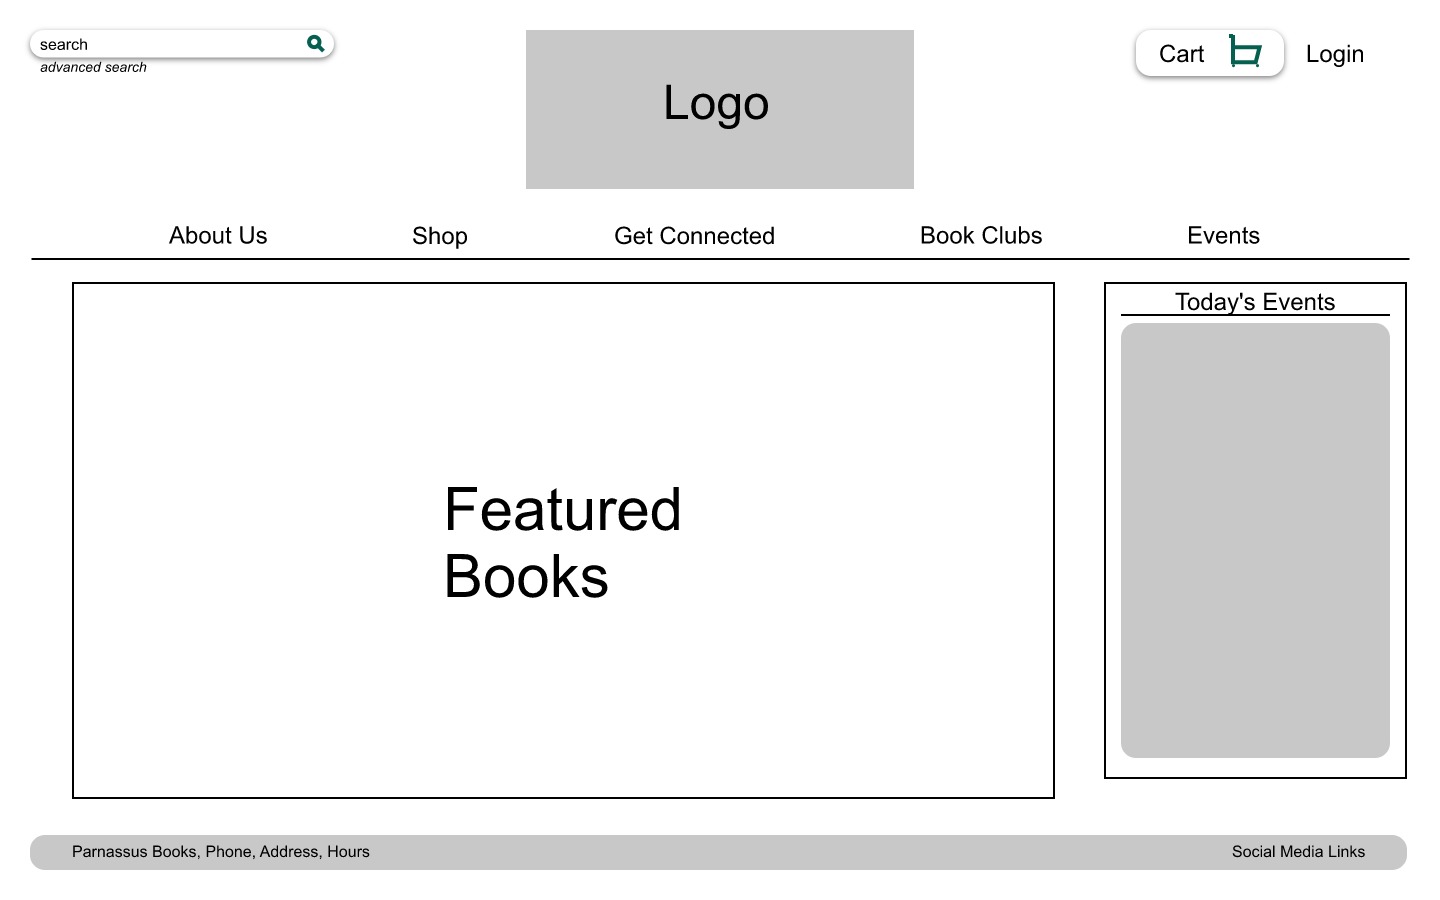 search
advanced search
Logo
Cart
Login
About Us
Shop
Get Connected
Book Clubs
Events
Featured
Books
Today's Events
Parnassus Books, Phone, Address, Hours
Social Media Links